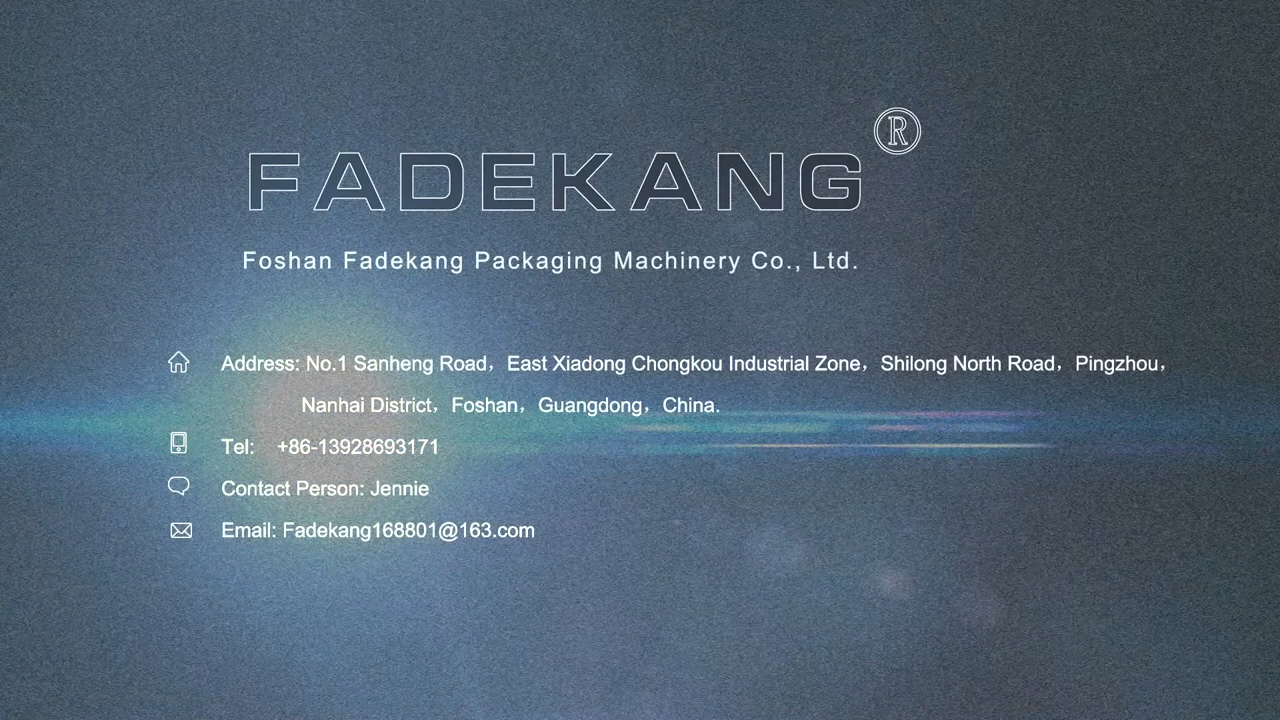 FADEKANG®
Foshan Fadekang Packaging Machinery Co., Ltd.
Address: No.1 Sanheng Road，East Xiadong Chongkou Industrial Zone，Shilong North Road，Pingzhou，
Nanhai District，Foshan，Guangdong，China.
Tel: +86-13928693171
Contact Person: Jennie
Email: Fadekang168801@163.com